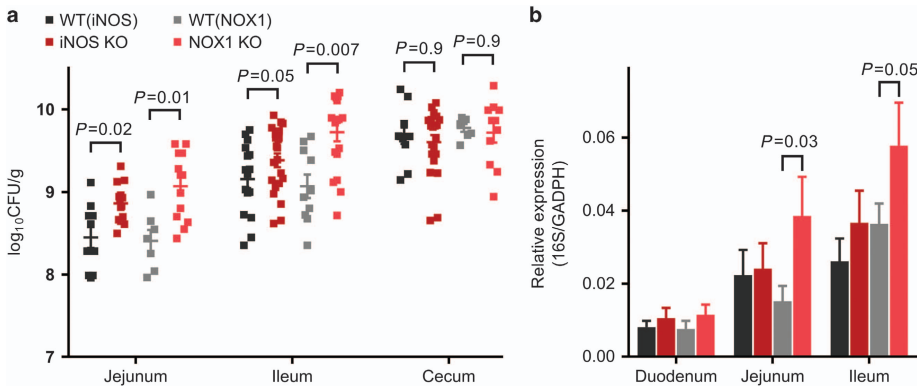 a
WT(iNOS)
WT(NOX1)
iNOS KO
NOX1 KO
P=0.02
P=0.01
P=0.05
P=0.007
P=0.9
P=0.9
log10CFU/g
10
9
8
7
Jejunum
Ileum
Cecum
b
Relative expression
(16S/GADPH)
0.06
0.04
0.02
0.00
P=0.03
P=0.05
Duodenum
Jejunum
Ileum